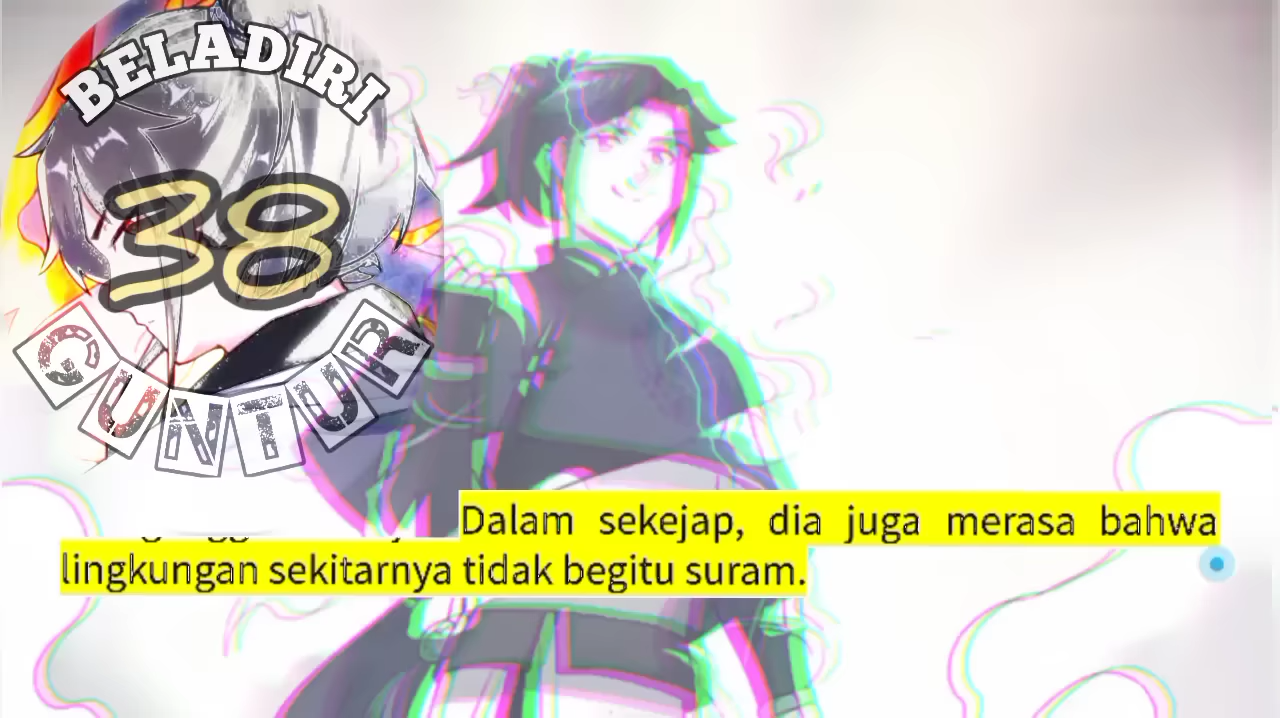 BELADIRI
38
GUNTUR
Dalam sekejap, dia juga merasa bahwa
lingkungan sekitarnya tidak begitu suram.